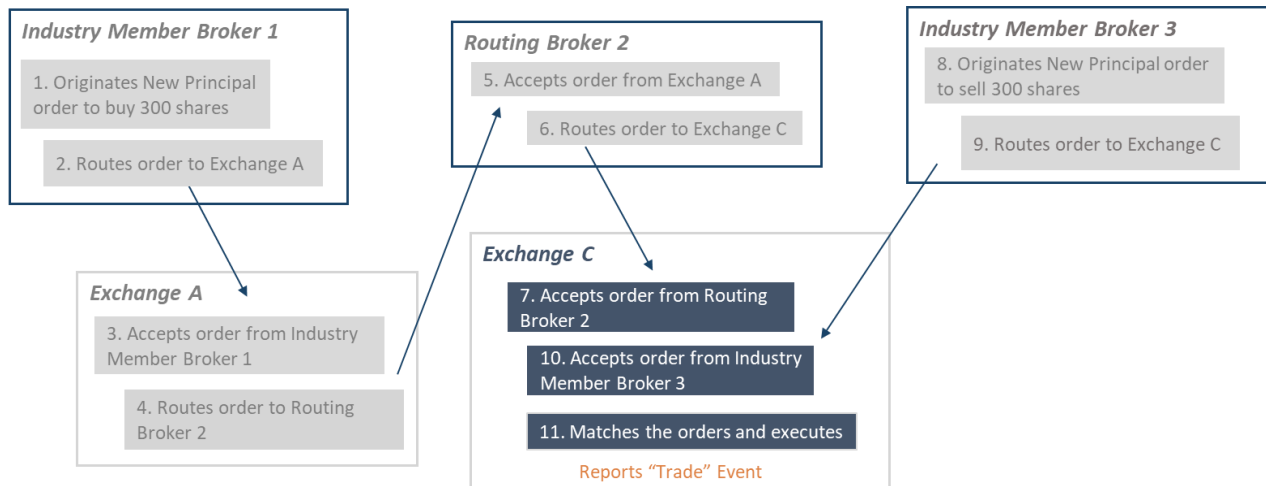 Industry Member Broker 1
1. Originates New Principal
order to buy 300 shares
2. Routes order to Exchange A
Routing Broker 2
5. Accepts order from Exchange A
6. Routes order to Exchange C
Industry Member Broker 3
8. Originates New Principal order
to sell 300 shares
9. Routes order to Exchange C
Exchange A
3. Accepts order from Industry
Member Broker 1
4. Routes order to Routing
Broker 2
Exchange C
7. Accepts order from Routing
Broker 2
10. Accepts order from Industry
Member Broker 3
11. Matches the orders and executes
Reports “Trade” Event